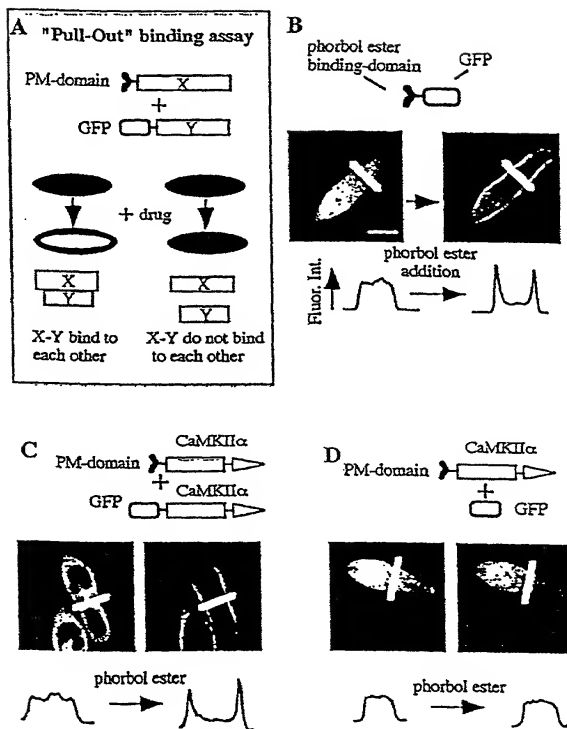 A
"Pull-Out" binding assay
PM-domain
X
+
GFP
Y
+ drug
X
Y
X
Y
X-Y bind to
each other
X-Y do not bind
to each other
B
phorbol ester
binding-domain
GFP
Fluor. Int.
phorbol ester
addition
C
CaMKIIα
PM-domain
+
CaMKIIα
GFP
phorbol ester
D
CaMKIIα
PM-domain
+
GFP
phorbol ester